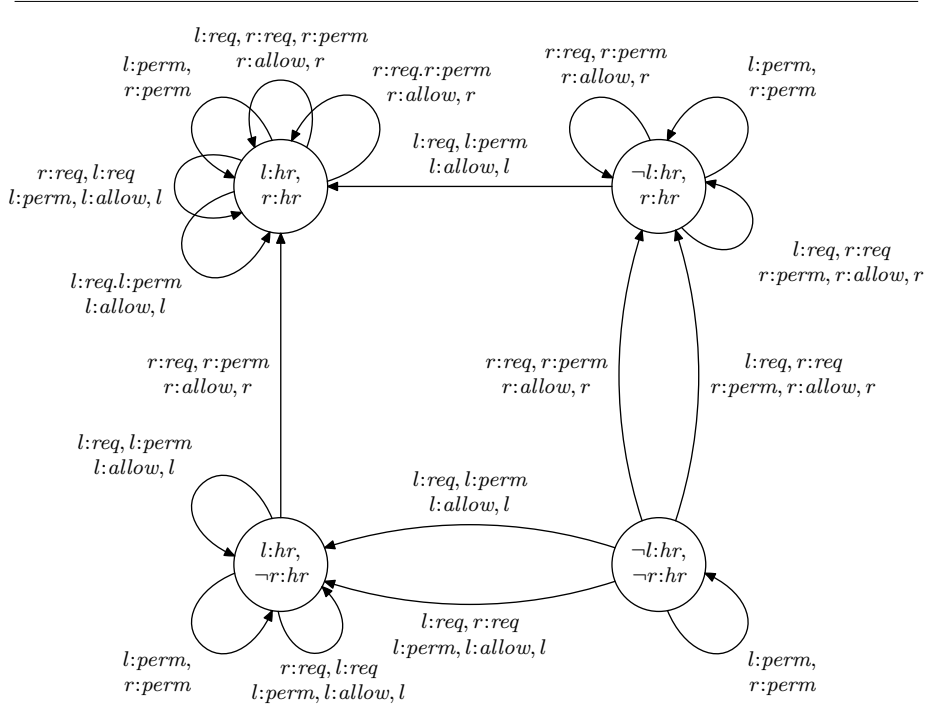 l:req, r:req, r:perm
r:allow, r
l:perm,
r:perm
r:req.r:perm
r:allow, r
r:req, r:perm
r:allow, r
l:perm,
r:perm
l:req, l:perm
l:allow, l
r:req, l:req
l:perm, l:allow, l
l:hr,
r:hr
¬l:hr,
r:hr
l:req.l:perm
l:allow, l
l:req, r:req
r:perm, r:allow, r
r:req, r:perm
r:allow, r
r:req, r:perm
r:allow, r
l:req, r:req
r:perm, r:allow, r
l:req, l:perm
l:allow, l
l:req, l:perm
l:allow, l
l:hr,
¬r:hr
¬l:hr,
¬r:hr
l:req, r:req
l:perm, l:allow, l
l:perm,
r:perm
r:req, l:req
l:perm, l:allow, l
l:perm,
r:perm